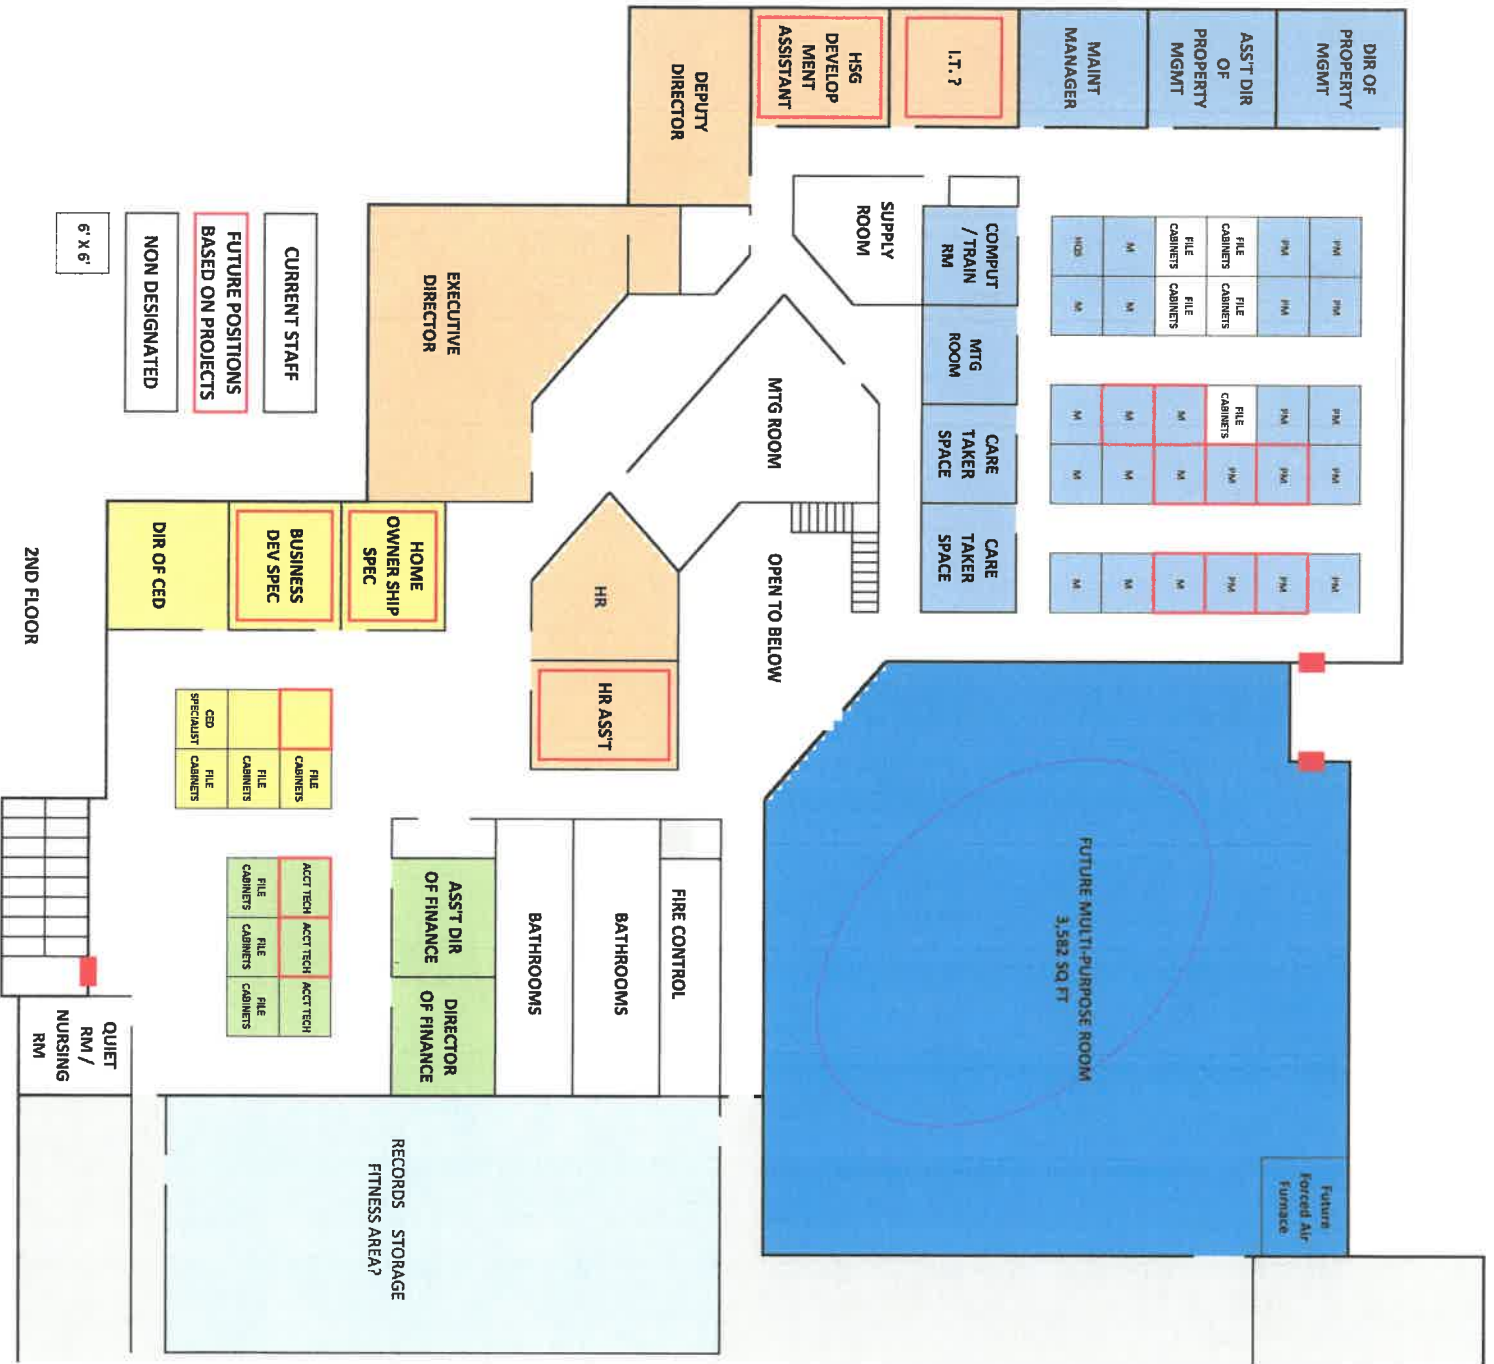 DIR OF
PROPERTY
MGMT
ASS'T DIR
OF
PROPERTY
MGMT
MAINT
MANAGER
I.T. ?
HSG
DEVELOP
MENT
ASSISTANT
DEPUTY
DIRECTOR
PM PM PM PM PM
PM PM PM PM PM
FILE
CABINETS
FILE
CABINETS
FILE
CABINETS
PM PM
FILE
CABINETS
FILE
CABINETS
M M M
M M M M M
HQS M M M M
COMPUT
/ TRAIN
RM
MTG
ROOM
CARE
TAKER
SPACE
CARE
TAKER
SPACE
SUPPLY
ROOM
MTG ROOM
OPEN TO BELOW
FUTURE MULTI-PURPOSE ROOM
3,582 SQ FT
Future
Forced Air
Furnace
EXECUTIVE
DIRECTOR
HR
HR ASS'T
FIRE CONTROL
BATHROOMS
BATHROOMS
ASS'T DIR
OF FINANCE
DIRECTOR
OF FINANCE
RECORDS STORAGE
FITNESS AREA?
HOME
OWNER SHIP
SPEC
BUSINESS
DEV SPEC
DIR OF CED
FILE
CABINETS
FILE
CABINETS
CED
SPECIALIST
FILE
CABINETS
ACCT TECH
ACCT TECH
ACCT TECH
FILE
CABINETS
FILE
CABINETS
FILE
CABINETS
QUIET
RM /
NURSING
RM
CURRENT STAFF
FUTURE POSITIONS
BASED ON PROJECTS
NON DESIGNATED
6' X 6'
2ND FLOOR